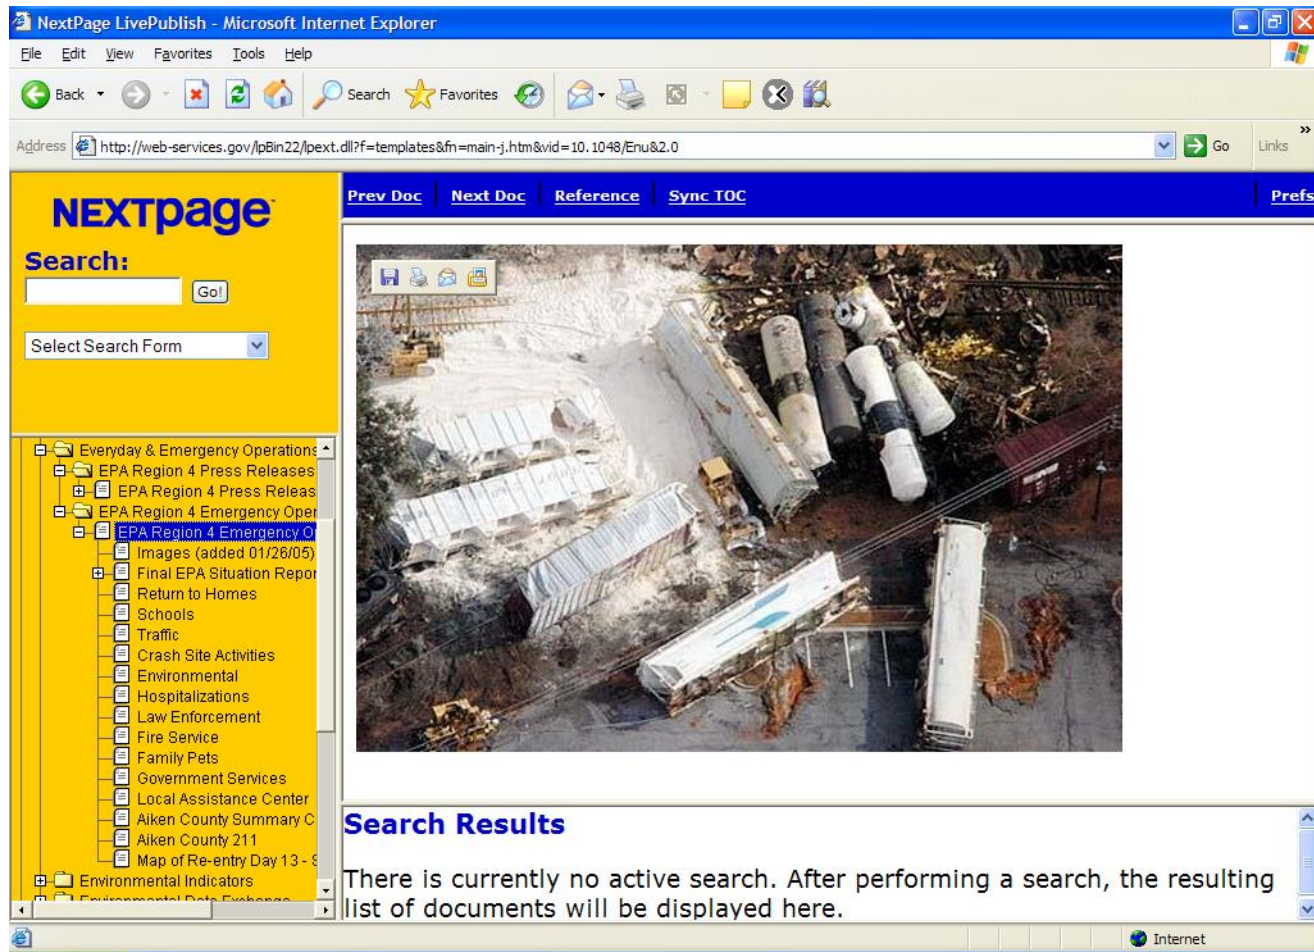 NextPage LivePublish - Microsoft Internet Explorer
File Edit View Favorites Tools Help
Back Search Favorites
Address http://web-services.gov/lpBin22/lpext.dll?f=templates&fn=main-j.htm&vid=10.1048/Enu&2.0 Go Links
NEXTpage
Search:
Go!
Select Search Form
Prev Doc Next Doc Reference Sync TOC Prefs
Everyday & Emergency Operations
EPA Region 4 Press Releases
EPA Region 4 Press Releas
EPA Region 4 Emergency Oper
EPA Region 4 Emergency O
Images (added 01/26/05)
Final EPA Situation Repor
Return to Homes
Schools
Traffic
Crash Site Activities
Environmental
Hospitalizations
Law Enforcement
Fire Service
Family Pets
Government Services
Local Assistance Center
Aiken County Summary C
Aiken County 211
Map of Re-entry Day 13 - S
Environmental Indicators
Environmental Data Exchange
Search Results
There is currently no active search. After performing a search, the resulting
list of documents will be displayed here.
Internet